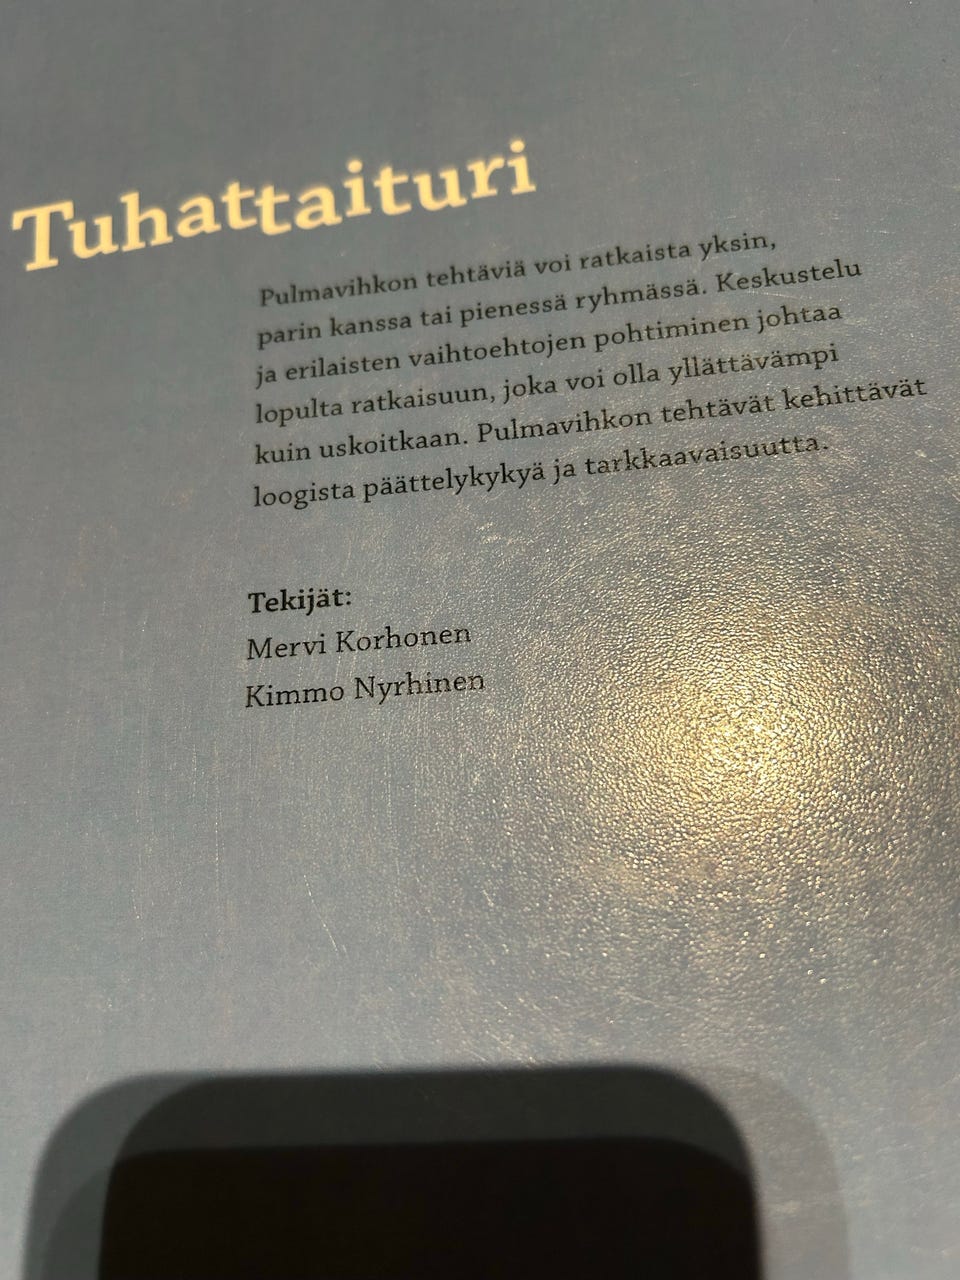 Tuhattaituri
Pulmavihkon tehtäviä voi ratkaista yksin,
parin kanssa tai pienessä ryhmässä. Keskustelu
ja erilaisten vaihtoehtojen pohtiminen johtaa
lopulta ratkaisuun, joka voi olla yllättävämpi
kuin uskoitkaan. Pulmavihkon tehtävät kehittävät
loogista päättelykykyä ja tarkkaavaisuutta.
Tekijät:
Mervi Korhonen
Kimmo Nyrhinen